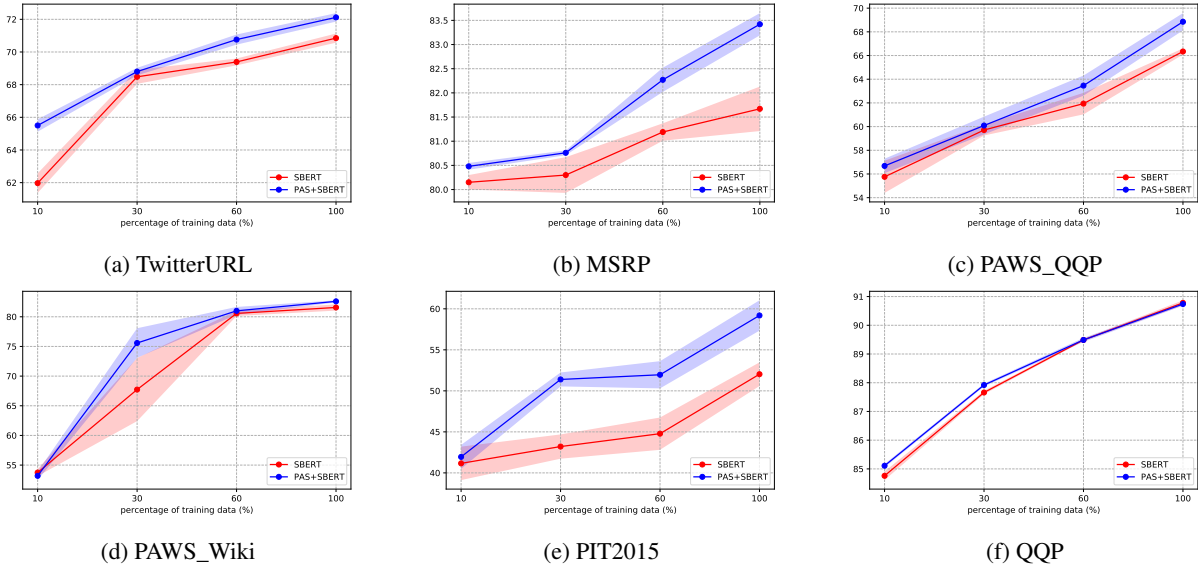 72
70
68
66
64
62
10
30
60
100
percentage of training data (%)
SBERT
PAS+SBERT
(a) TwitterURL
83.5
83.0
82.5
82.0
81.5
81.0
80.5
80.0
10
30
60
100
percentage of training data (%)
SBERT
PAS+SBERT
(b) MSRP
70
68
66
64
62
60
58
56
54
10
30
60
100
percentage of training data (%)
SBERT
PAS+SBERT
(c) PAWS_QQP
80
75
70
65
60
55
10
30
60
100
percentage of training data (%)
SBERT
PAS+SBERT
(d) PAWS_Wiki
60
55
50
45
40
10
30
60
100
percentage of training data (%)
SBERT
PAS+SBERT
(e) PIT2015
91
90
89
88
87
86
85
10
30
60
100
percentage of training data (%)
SBERT
PAS+SBERT
(f) QQP